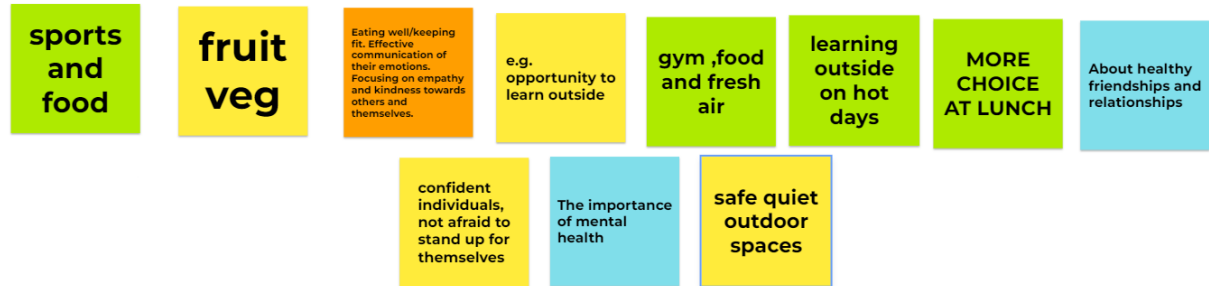 sports
and
food
fruit
veg
Eating well/keeping
fit. Effective
communication of
their emotions.
Focusing on empathy
and kindness towards
others and
themselves.
e.g.
opportunity to
learn outside
gym ,food
and fresh
air
learning
outside
on hot
days
MORE
CHOICE
AT LUNCH
About healthy
friendships and
relationships
confident
individuals,
not afraid to
stand up for
themselves
The importance
of mental
health
safe quiet
outdoor
spaces